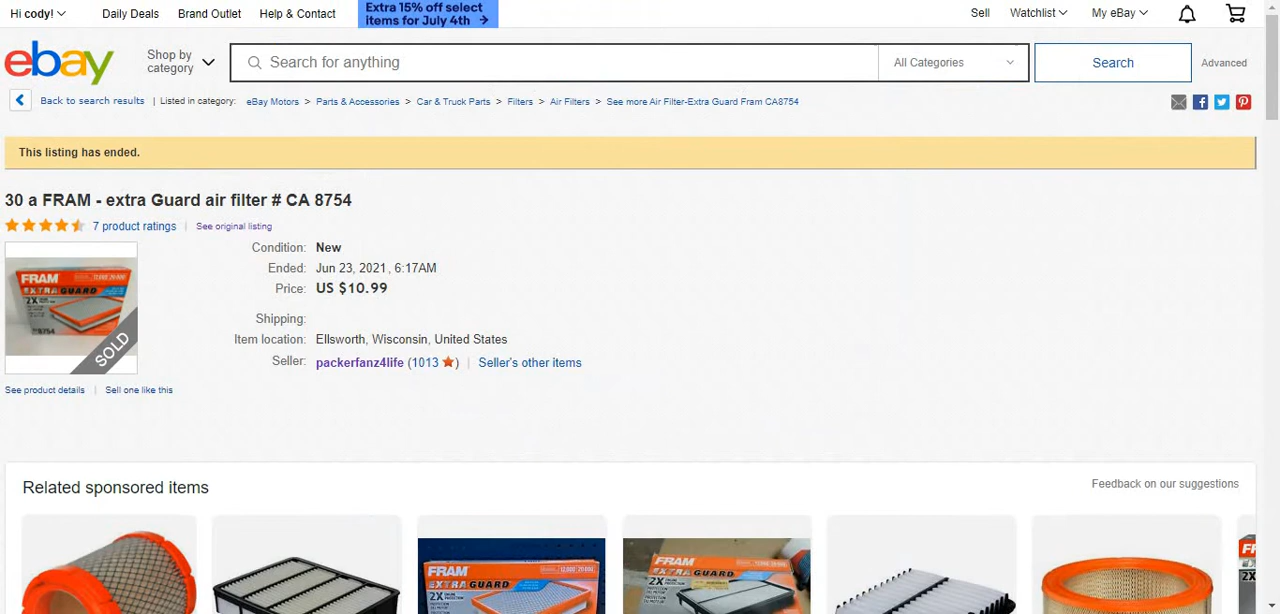 Hi cody!
Daily Deals
Brand Outlet
Help & Contact
Extra 15% off select
items for July 4th →
Sell
Watchlist
My eBay
ebay
Shop by
category
Search for anything
All Categories
Search
Advanced
Back to search results | Listed in category: eBay Motors > Parts & Accessories > Car & Truck Parts > Filters > Air Filters > See more Air Filter-Extra Guard Fram CA8754
This listing has ended.
30 a FRAM - extra Guard air filter # CA 8754
7 product ratings | See original listing
Condition: New
Ended: Jun 23, 2021 , 6:17AM
Price: US $10.99
Shipping:
Item location: Ellsworth, Wisconsin, United States
Seller: packerfanz4life (1013 ) | Seller's other items
FRAM
EXTRA GUARD
2X
SOLD
See product details | Sell one like this
Related sponsored items
Feedback on our suggestions
FRAM
EXTRA GUARD
2X
FRAM
EXTRA GUARD
2X